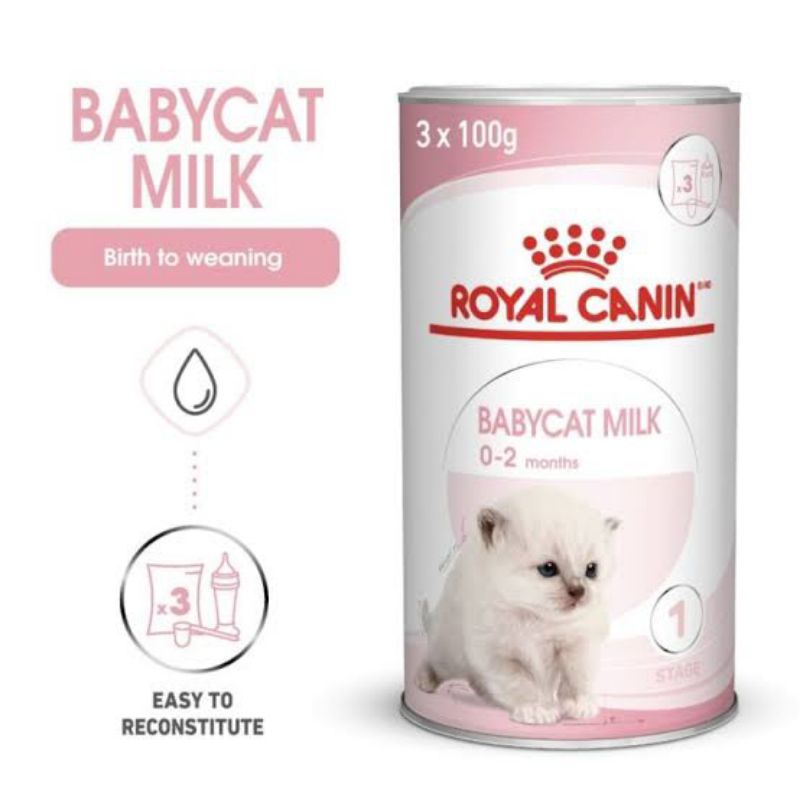 BABYCAT
MILK
Birth to weaning
x3
EASY TO
RECONSTITUTE
3 x 100g
x3
ROYAL CANIN
BABYCAT MILK
0-2 months
1
STAGE